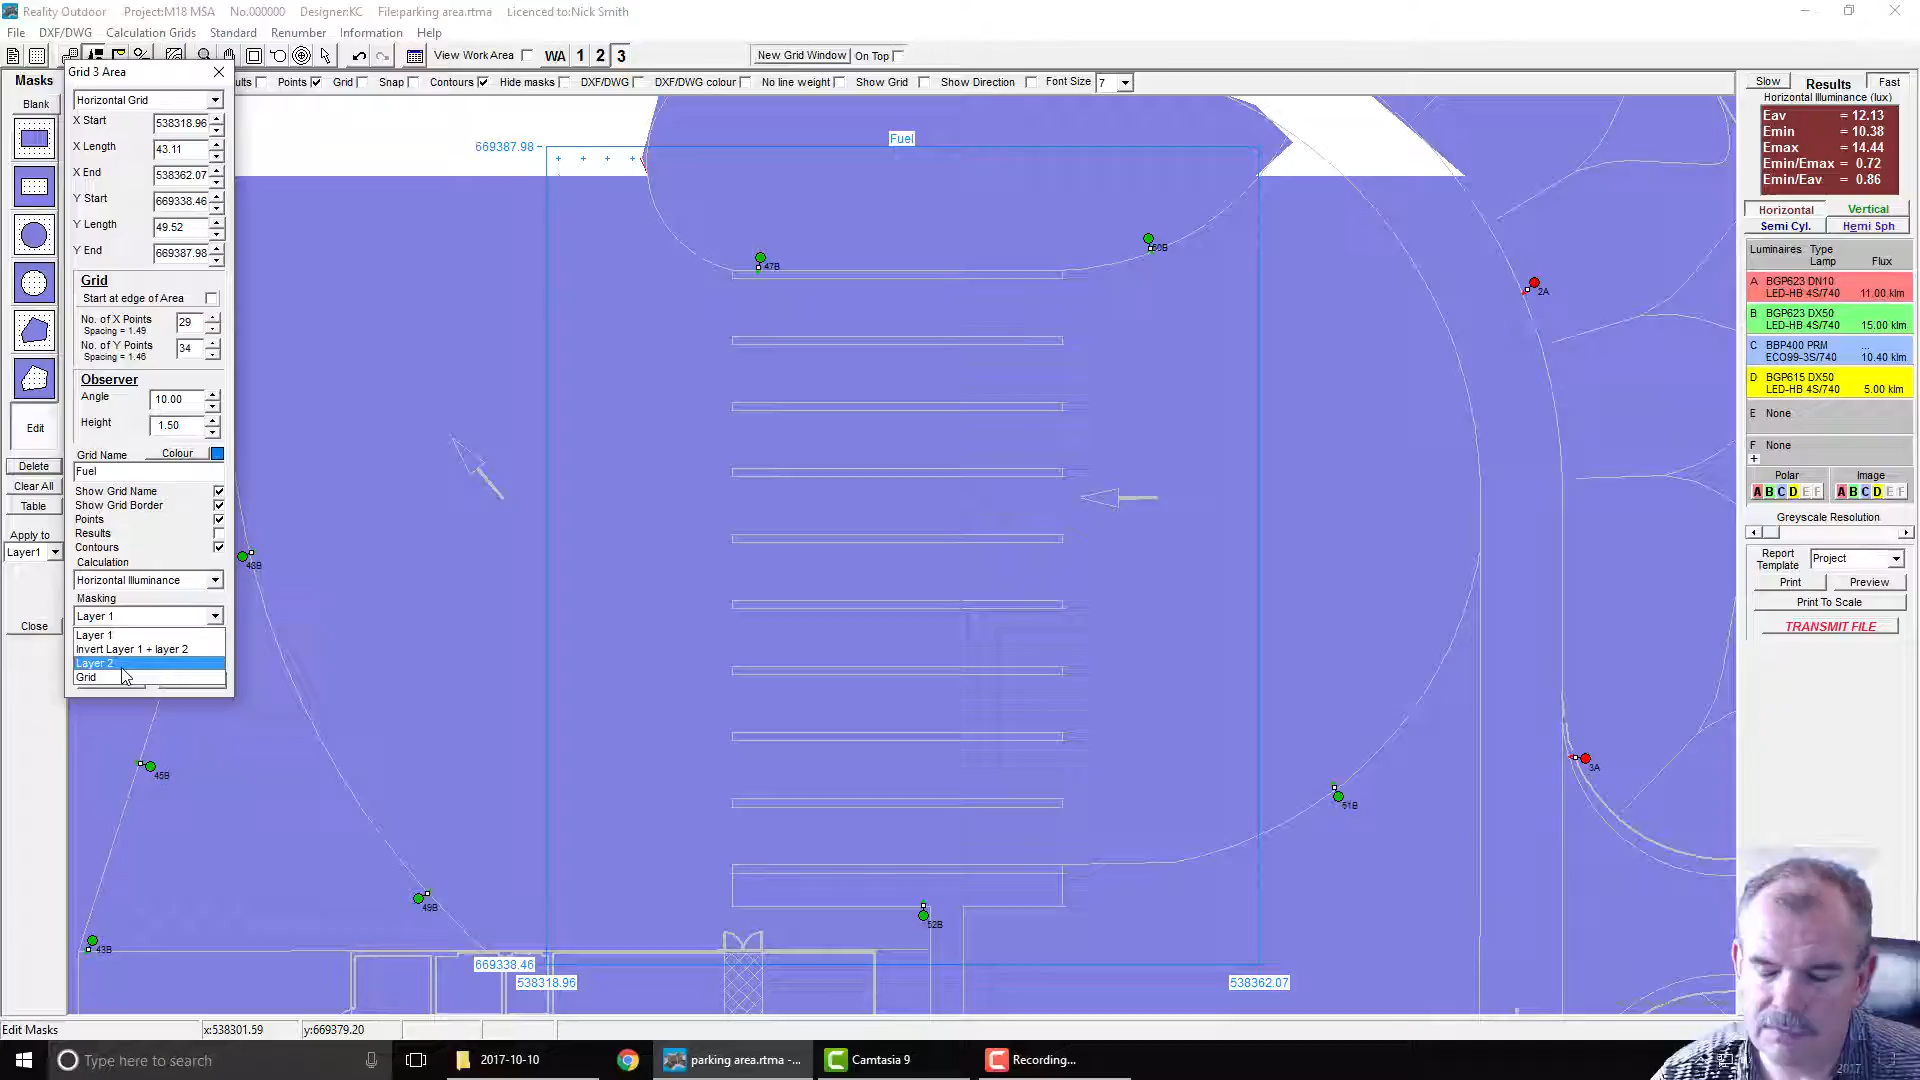 Reality Outdoor Project:M18 MSA No.000000 Designer:KC File:parking area.rtma Licenced to:Nick Smith
File DXF/DWG Calculation Grids Standard Renumber Information Help
View Work Area WA 1 2 3 New Grid Window On Top
Masks
Grid 3 Area
ults Points Grid Snap Contours Hide masks DXF/DWG DXF/DWG colour No line weight Show Grid Show Direction Font Size 7
Blank
Edit
Delete
Clear All
Table
Apply to
Layer1
Close
Horizontal Grid
X Start 538318.96
X Length 43.11
X End 538362.07
Y Start 669338.46
Y Length 49.52
Y End 669387.98
Grid
Start at edge of Area
No. of X Points 29
Spacing = 1.49
No. of Y Points 34
Spacing = 1.46
Observer
Angle 10.00
Height 1.50
Grid Name Colour
Fuel
Show Grid Name
Show Grid Border
Points
Results
Contours
Calculation
Horizontal Illuminance
Masking
Layer 1
Layer 1
Invert Layer 1 + layer 2
Layer 2
Grid
669387.98
Fuel
47B
50B
2A
48B
45B
51B
3A
49B
52B
43B
669338.46
538318.96
538362.07
Slow Results Fast
Horizontal Illuminance (lux)
Eav = 12.13
Emin = 10.38
Emax = 14.44
Emin/Emax = 0.72
Emin/Eav = 0.86
Horizontal Vertical
Semi Cyl. Hemi Sph
Luminaires Type
Lamp Flux
A BGP623 DN10
LED-HB 4S/740 11.00 klm
B BGP623 DX50
LED-HB 4S/740 15.00 klm
C BBP400 PRM ...
ECO99-3S/740 10.40 klm
D BGP615 DX50
LED-HB 4S/740 5.00 klm
E None
F None
+
Polar Image
A B C D E F A B C D E F
Greyscale Resolution
Report Template Project
Print Preview
Print To Scale
TRANSMIT FILE
Edit Masks x:538301.59 y:669379.20
Type here to search 2017-10-10 parking area.rtma -... Camtasia 9 Recording...
2017